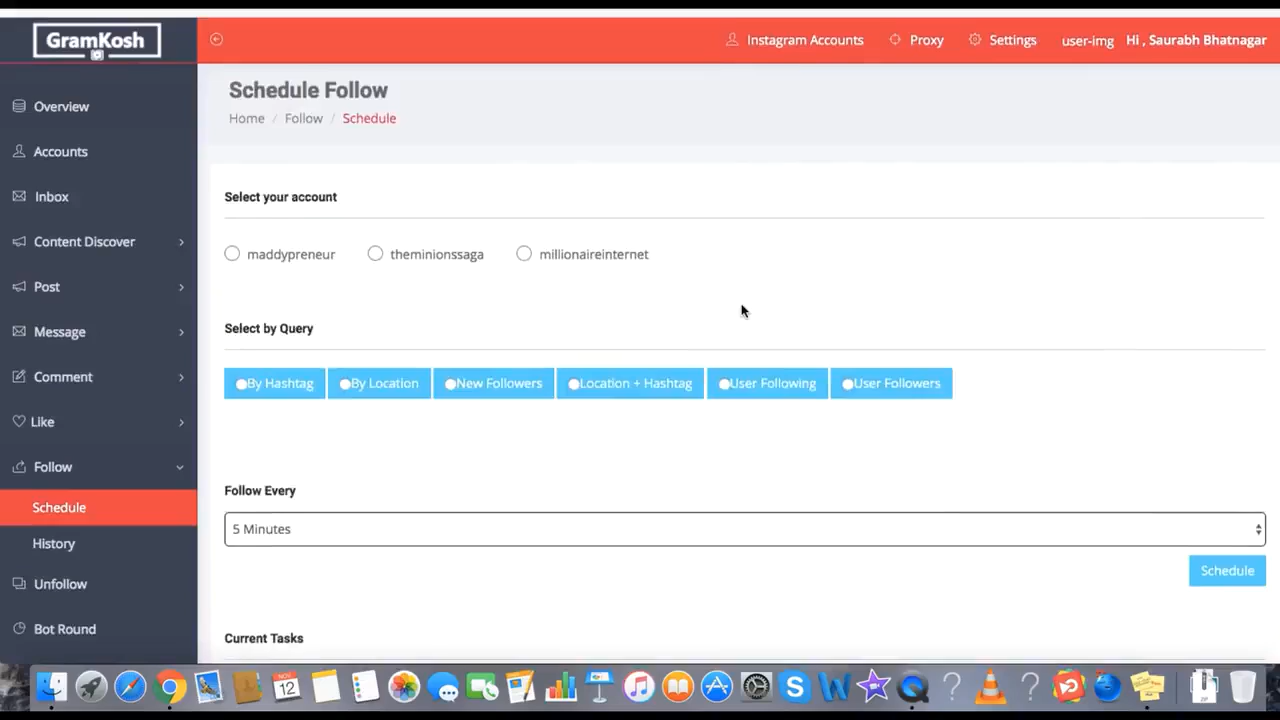 GramKosh
Instagram Accounts
Proxy
Settings
user-img
Hi , Saurabh Bhatnagar
Overview
Accounts
Inbox
Content Discover
Post
Message
Comment
Like
Follow
Schedule
History
Unfollow
Bot Round
Schedule Follow
Home / Follow / Schedule
Select your account
maddypreneur theminionssaga millionaireinternet
Select by Query
By Hashtag By Location New Followers Location + Hashtag User Following User Followers
Follow Every
5 Minutes
Schedule
Current Tasks
NOV
12